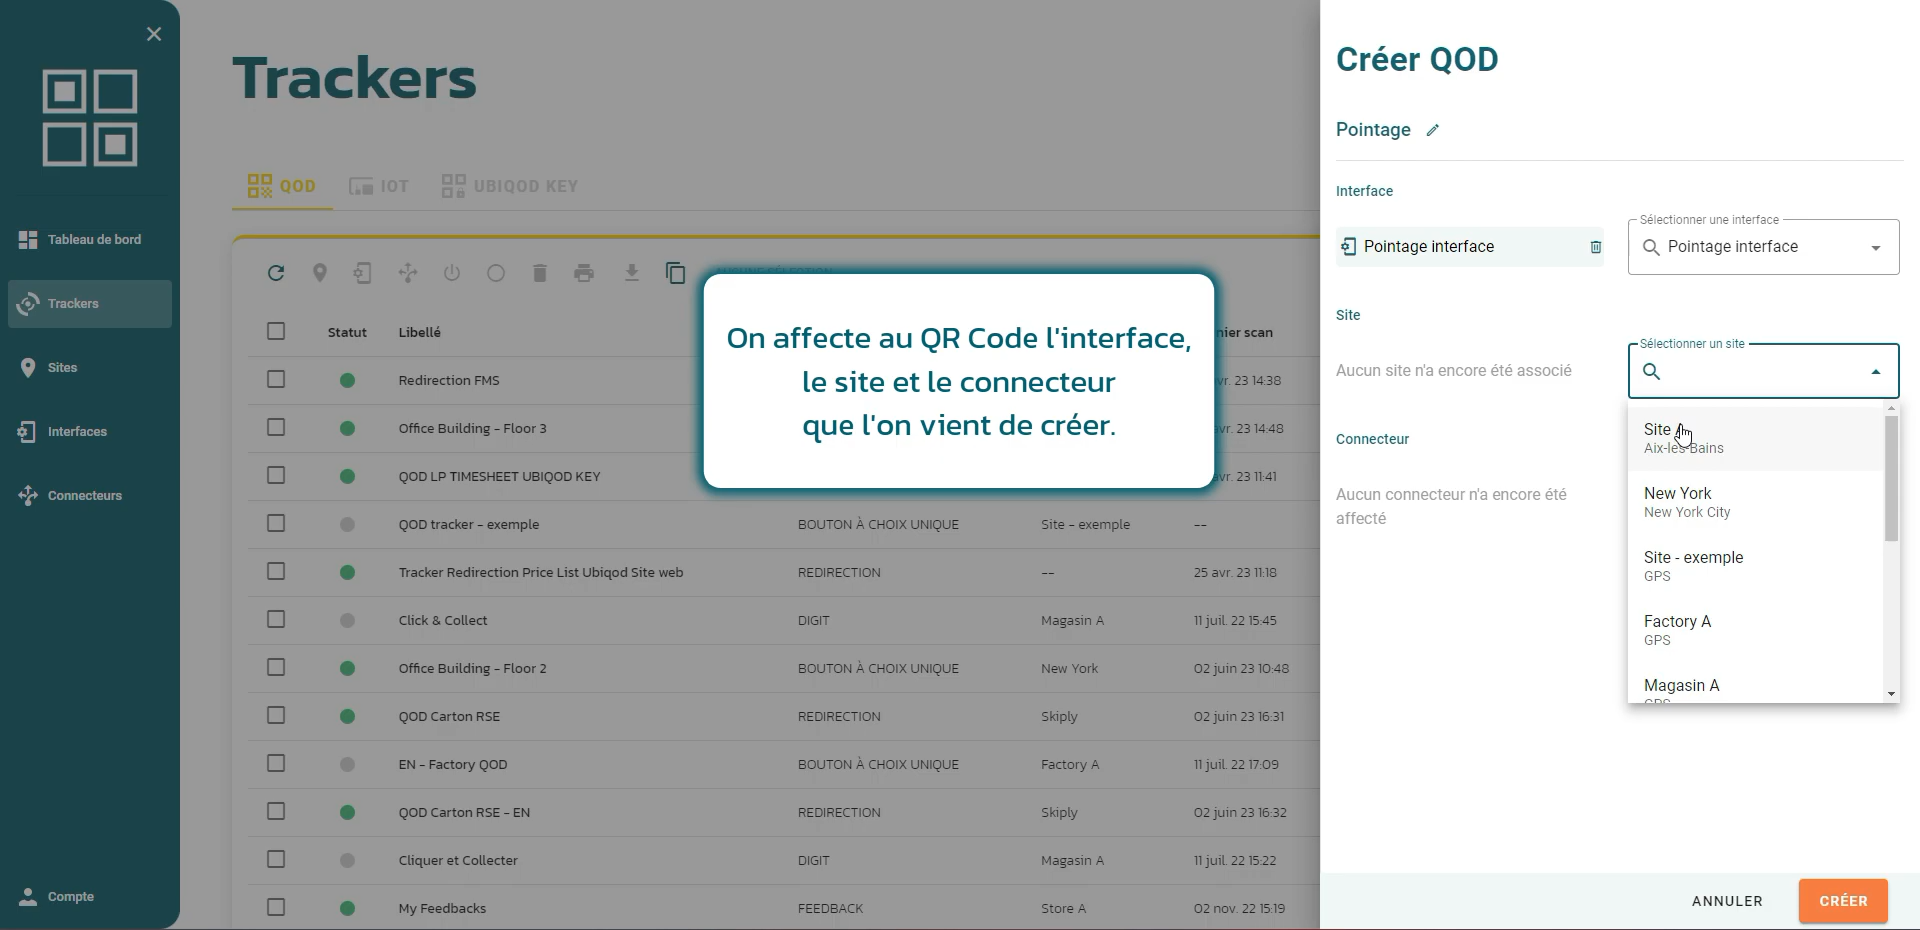 Tableau de bord
Trackers
Sites
Interfaces
Connecteurs
Compte
Trackers
QOD
IOT
UBIQOD KEY
Statut
Libellé
nier scan
Redirection FMS
vr. 23 14:38
Office Building - Floor 3
avr. 23 14:48
QOD LP TIMESHEET UBIQOD KEY
avr. 23 11:41
QOD tracker - exemple BOUTON À CHOIX UNIQUE Site - exemple --
Tracker Redirection Price List Ubiqod Site web REDIRECTION -- 25 avr. 23 11:18
Click & Collect DIGIT Magasin A 11 juil. 22 15:45
Office Building - Floor 2 BOUTON À CHOIX UNIQUE New York 02 juin 23 10:48
QOD Carton RSE REDIRECTION Skiply 02 juin 23 16:31
EN - Factory QOD BOUTON À CHOIX UNIQUE Factory A 11 juil. 22 17:09
QOD Carton RSE - EN REDIRECTION Skiply 02 juin 23 16:32
Cliquer et Collecter DIGIT Magasin A 11 juil. 22 15:22
My Feedbacks FEEDBACK Store A 02 nov. 22 15:19
On affecte au QR Code l'interface,
le site et le connecteur
que l'on vient de créer.
Créer QOD
Pointage
Interface
Pointage interface
Sélectionner une interface
Pointage interface
Site
Aucun site n'a encore été associé
Sélectionner un site
Site A
Aix-les-Bains
New York
New York City
Site - exemple
GPS
Factory A
GPS
Magasin A
GPS
Connecteur
Aucun connecteur n'a encore été
affecté
ANNULER
CRÉER